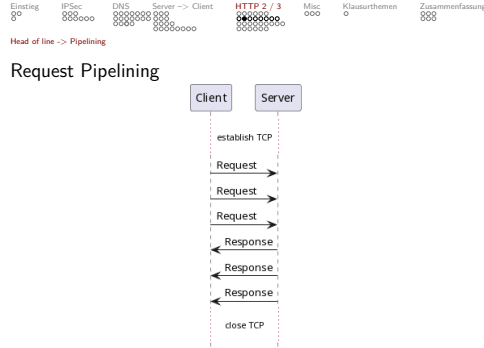 Einstieg IPSec DNS Server −> Client HTTP 2 / 3 Misc Klausurthemen Zusammenfassung
Head of line -> Pipelining
Request Pipelining
Client Server
establish TCP
Request
Request
Request
Response
Response
Response
close TCP